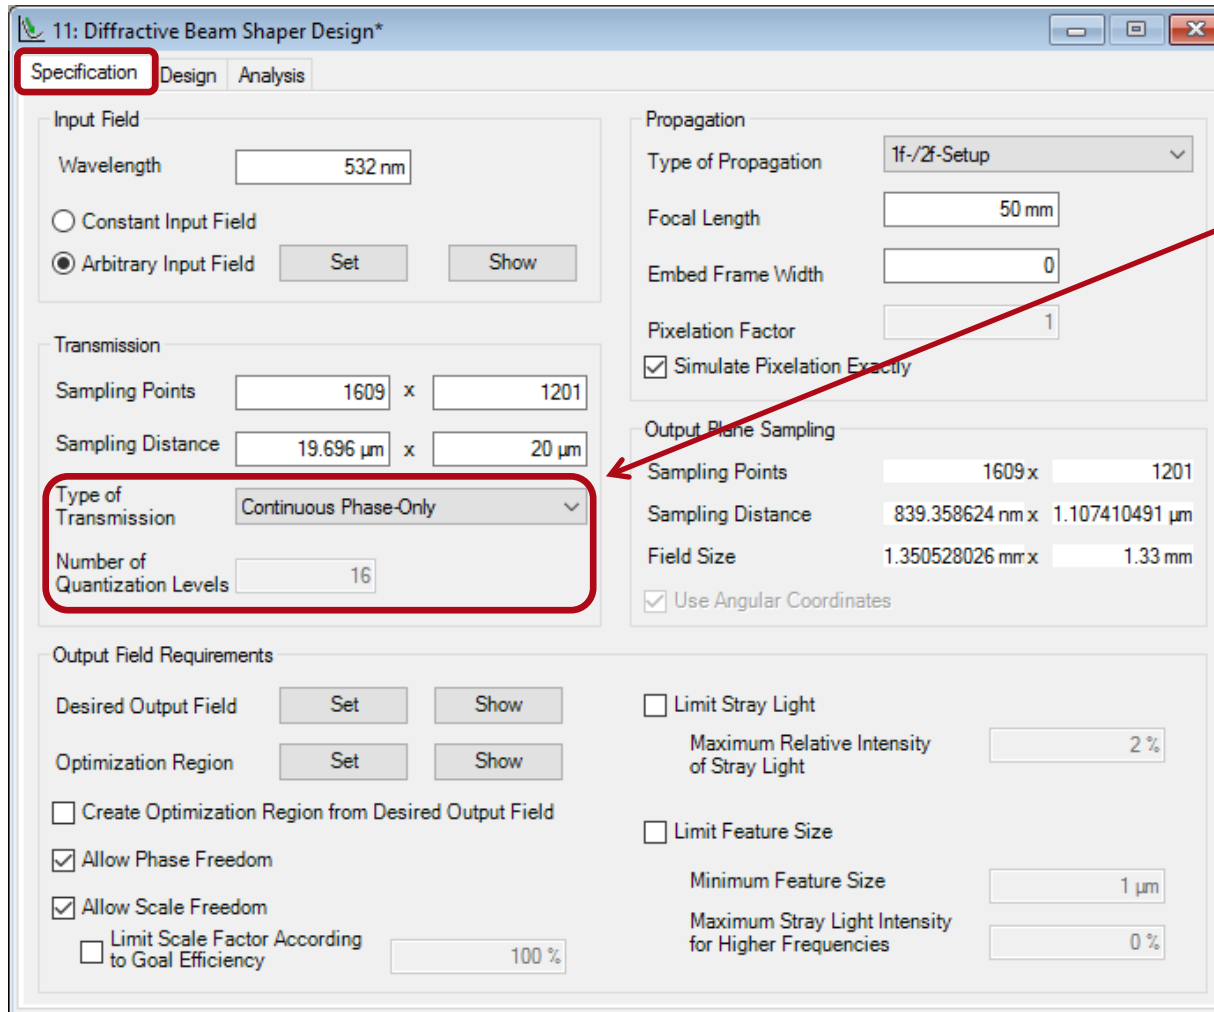 11: Diffractive Beam Shaper Design*
Specification Design Analysis
Input Field
Wavelength 532 nm
Constant Input Field
Arbitrary Input Field Set Show
Transmission
Sampling Points 1609 x 1201
Sampling Distance 19.696 µm x 20 µm
Type of
Transmission Continuous Phase-Only
Number of
Quantization Levels 16
Propagation
Type of Propagation 1f-/2f-Setup
Focal Length 50 mm
Embed Frame Width 0
Pixelation Factor 1
Simulate Pixelation Exactly
Output Plane Sampling
Sampling Points 1609 x 1201
Sampling Distance 839.358624 nm x 1.107410491 µm
Field Size 1.350528026 mm x 1.33 mm
Use Angular Coordinates
Output Field Requirements
Desired Output Field Set Show
Optimization Region Set Show
Create Optimization Region from Desired Output Field
Allow Phase Freedom
Allow Scale Freedom
Limit Scale Factor According
to Goal Efficiency 100 %
Limit Stray Light
Maximum Relative Intensity
of Stray Light 2 %
Limit Feature Size
Minimum Feature Size 1 µm
Maximum Stray Light Intensity
for Higher Frequencies 0 %